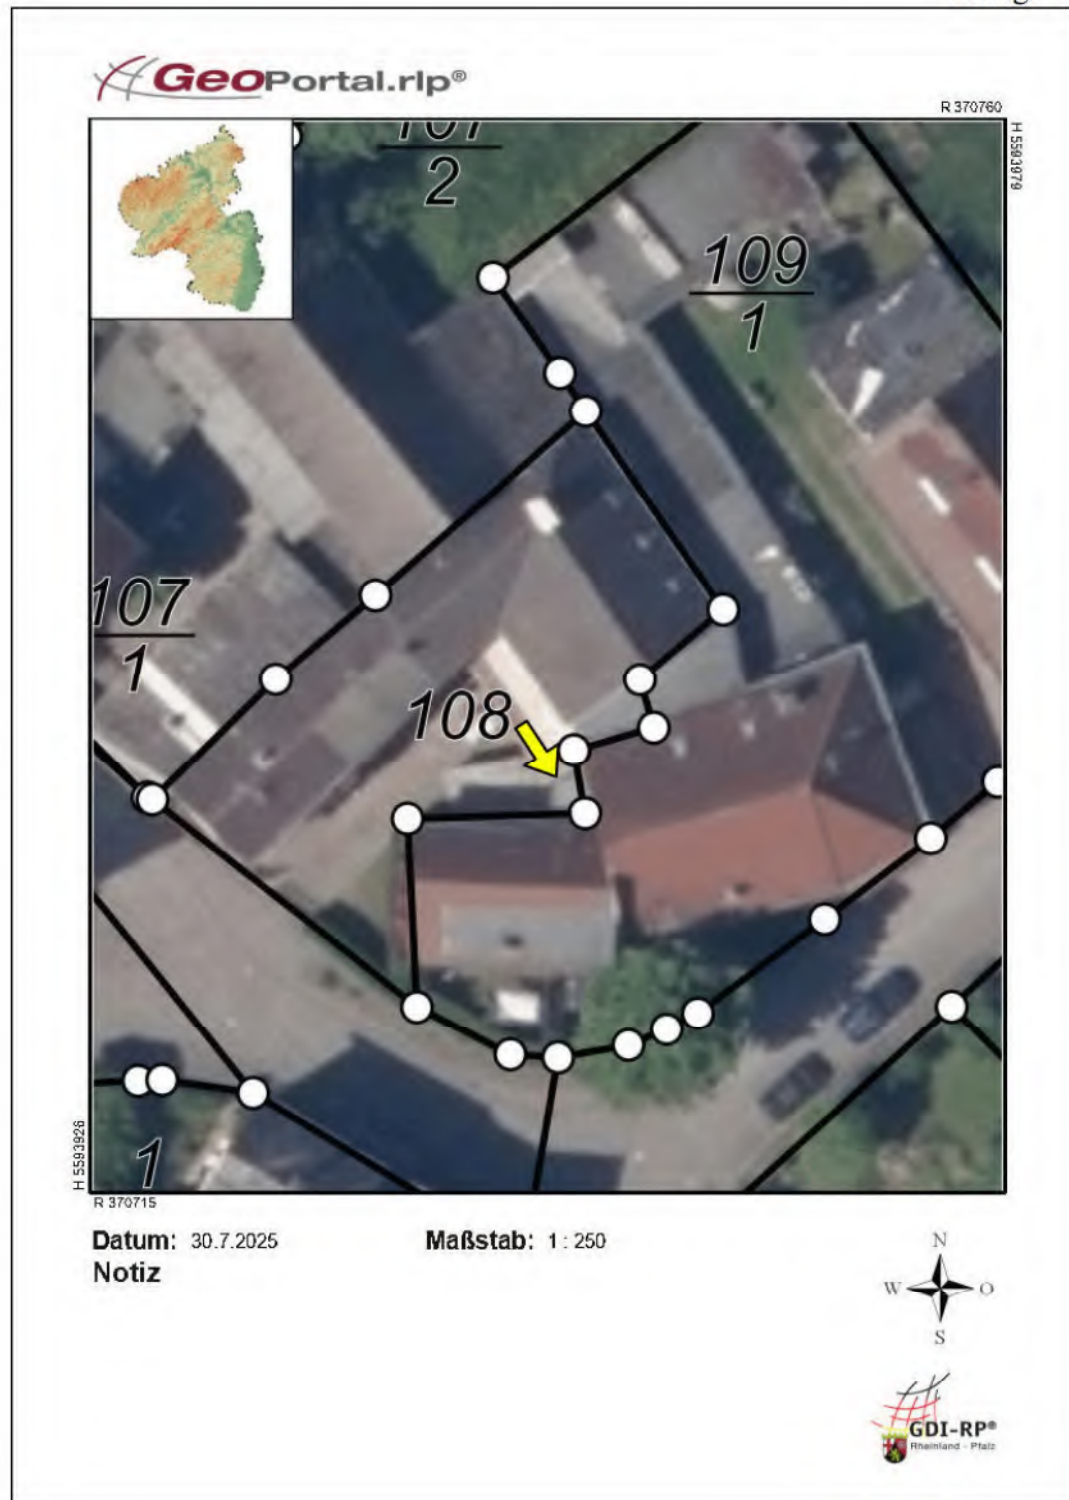 GeoPortal.rlp®
R 370760
H 5593979
107
2
109
1
107
1
108
1
H 5593926
R 370715
Datum: 30.7.2025 Maßstab: 1 : 250
Notiz
N
W O
S
GDI-RP®
Rheinland - Pfalz